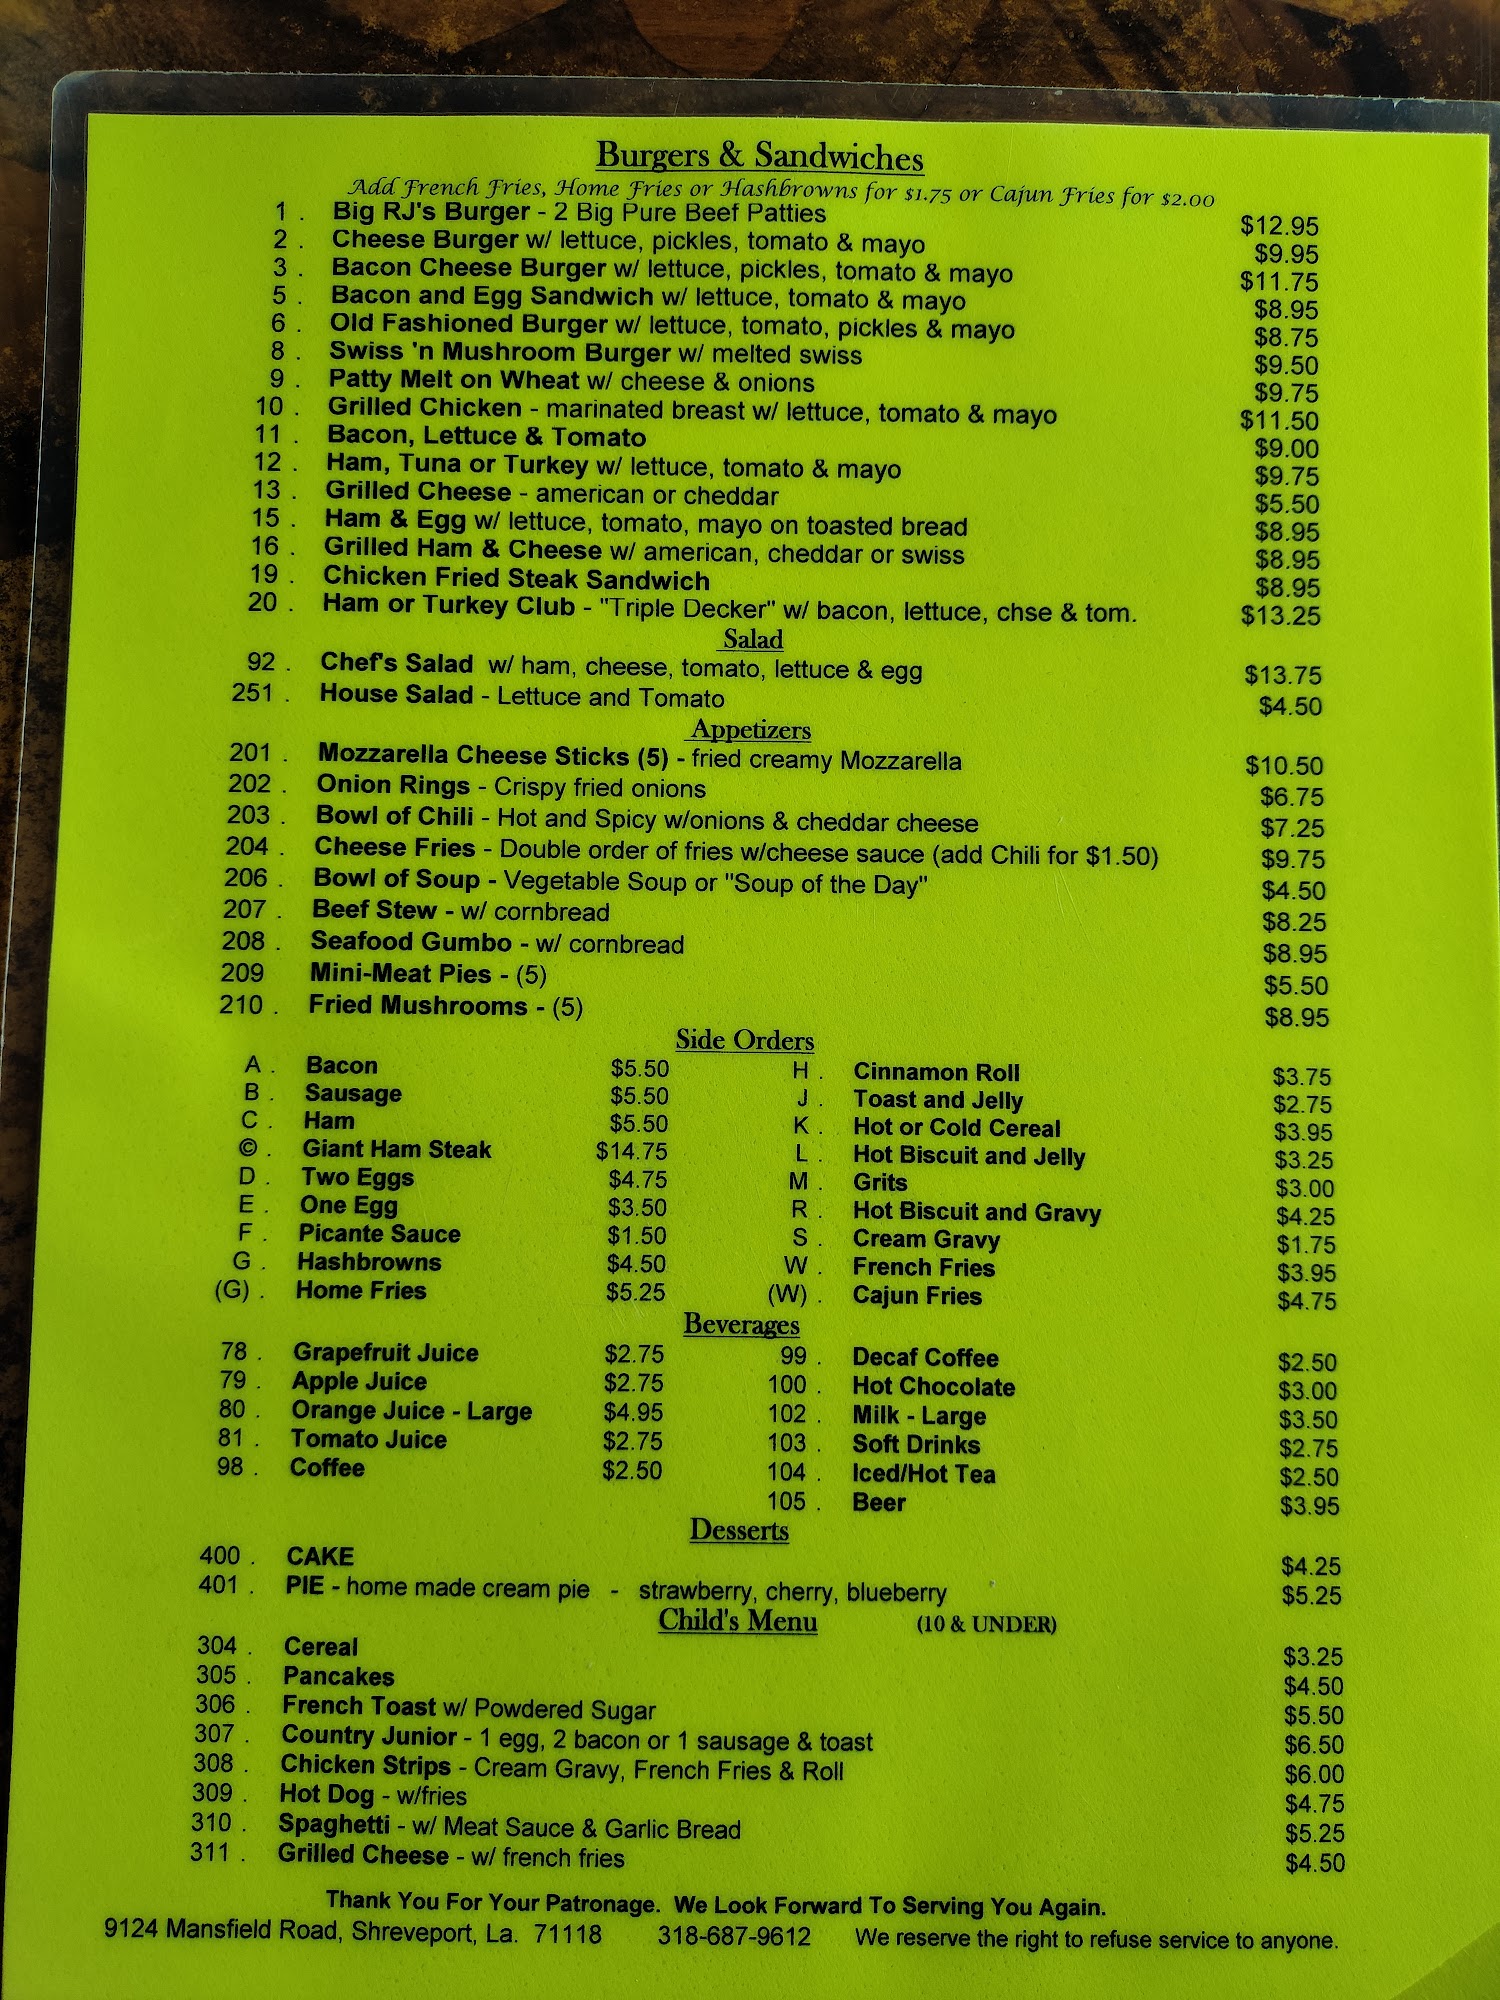 Burgers & Sandwiches
Add French Fries, Home Fries or Hashbrowns for $1.75 or Cajun Fries for $2.00
1 . Big RJ's Burger - 2 Big Pure Beef Patties $12.95
2 . Cheese Burger w/ lettuce, pickles, tomato & mayo $9.95
3 . Bacon Cheese Burger w/ lettuce, pickles, tomato & mayo $11.75
5 . Bacon and Egg Sandwich w/ lettuce, tomato & mayo $8.95
6 . Old Fashioned Burger w/ lettuce, tomato, pickles & mayo $8.75
8 . Swiss 'n Mushroom Burger w/ melted swiss $9.50
9 . Patty Melt on Wheat w/ cheese & onions $9.75
10 . Grilled Chicken - marinated breast w/ lettuce, tomato & mayo $11.50
11 . Bacon, Lettuce & Tomato $9.00
12 . Ham, Tuna or Turkey w/ lettuce, tomato & mayo $9.75
13 . Grilled Cheese - american or cheddar $5.50
15 . Ham & Egg w/ lettuce, tomato, mayo on toasted bread $8.95
16 . Grilled Ham & Cheese w/ american, cheddar or swiss $8.95
19 . Chicken Fried Steak Sandwich $8.95
20 . Ham or Turkey Club - "Triple Decker" w/ bacon, lettuce, chse & tom. $13.25
Salad
92 . Chef's Salad w/ ham, cheese, tomato, lettuce & egg $13.75
251 . House Salad - Lettuce and Tomato $4.50
Appetizers
201 . Mozzarella Cheese Sticks (5) - fried creamy Mozzarella $10.50
202 . Onion Rings - Crispy fried onions $6.75
203 . Bowl of Chili - Hot and Spicy w/onions & cheddar cheese $7.25
204 . Cheese Fries - Double order of fries w/cheese sauce (add Chili for $1.50) $9.75
206 . Bowl of Soup - Vegetable Soup or "Soup of the Day" $4.50
207 . Beef Stew - w/ cornbread $8.25
208 . Seafood Gumbo - w/ cornbread $8.95
209 Mini-Meat Pies - (5) $5.50
210 . Fried Mushrooms - (5) $8.95
Side Orders
A . Bacon $5.50 H . Cinnamon Roll $3.75
B . Sausage $5.50 J . Toast and Jelly $2.75
C . Ham $5.50 K . Hot or Cold Cereal $3.95
© . Giant Ham Steak $14.75 L . Hot Biscuit and Jelly $3.25
D . Two Eggs $4.75 M . Grits $3.00
E . One Egg $3.50 R . Hot Biscuit and Gravy $4.25
F . Picante Sauce $1.50 S . Cream Gravy $1.75
G . Hashbrowns $4.50 W . French Fries $3.95
(G) . Home Fries $5.25 (W) . Cajun Fries $4.75
Beverages
78 . Grapefruit Juice $2.75 99 . Decaf Coffee $2.50
79 . Apple Juice $2.75 100 . Hot Chocolate $3.00
80 . Orange Juice - Large $4.95 102 . Milk - Large $3.50
81 . Tomato Juice $2.75 103 . Soft Drinks $2.75
98 . Coffee $2.50 104 . Iced/Hot Tea $2.50
105 . Beer $3.95
Desserts
400 . CAKE $4.25
401 . PIE - home made cream pie - strawberry, cherry, blueberry $5.25
Child's Menu (10 & UNDER)
304 . Cereal $3.25
305 . Pancakes $4.50
306 . French Toast w/ Powdered Sugar $5.50
307 . Country Junior - 1 egg, 2 bacon or 1 sausage & toast $6.50
308 . Chicken Strips - Cream Gravy, French Fries & Roll $6.00
309 . Hot Dog - w/fries $4.75
310 . Spaghetti - w/ Meat Sauce & Garlic Bread $5.25
311 . Grilled Cheese - w/ french fries $4.50
Thank You For Your Patronage. We Look Forward To Serving You Again.
9124 Mansfield Road, Shreveport, La. 71118 318-687-9612 We reserve the right to refuse service to anyone.